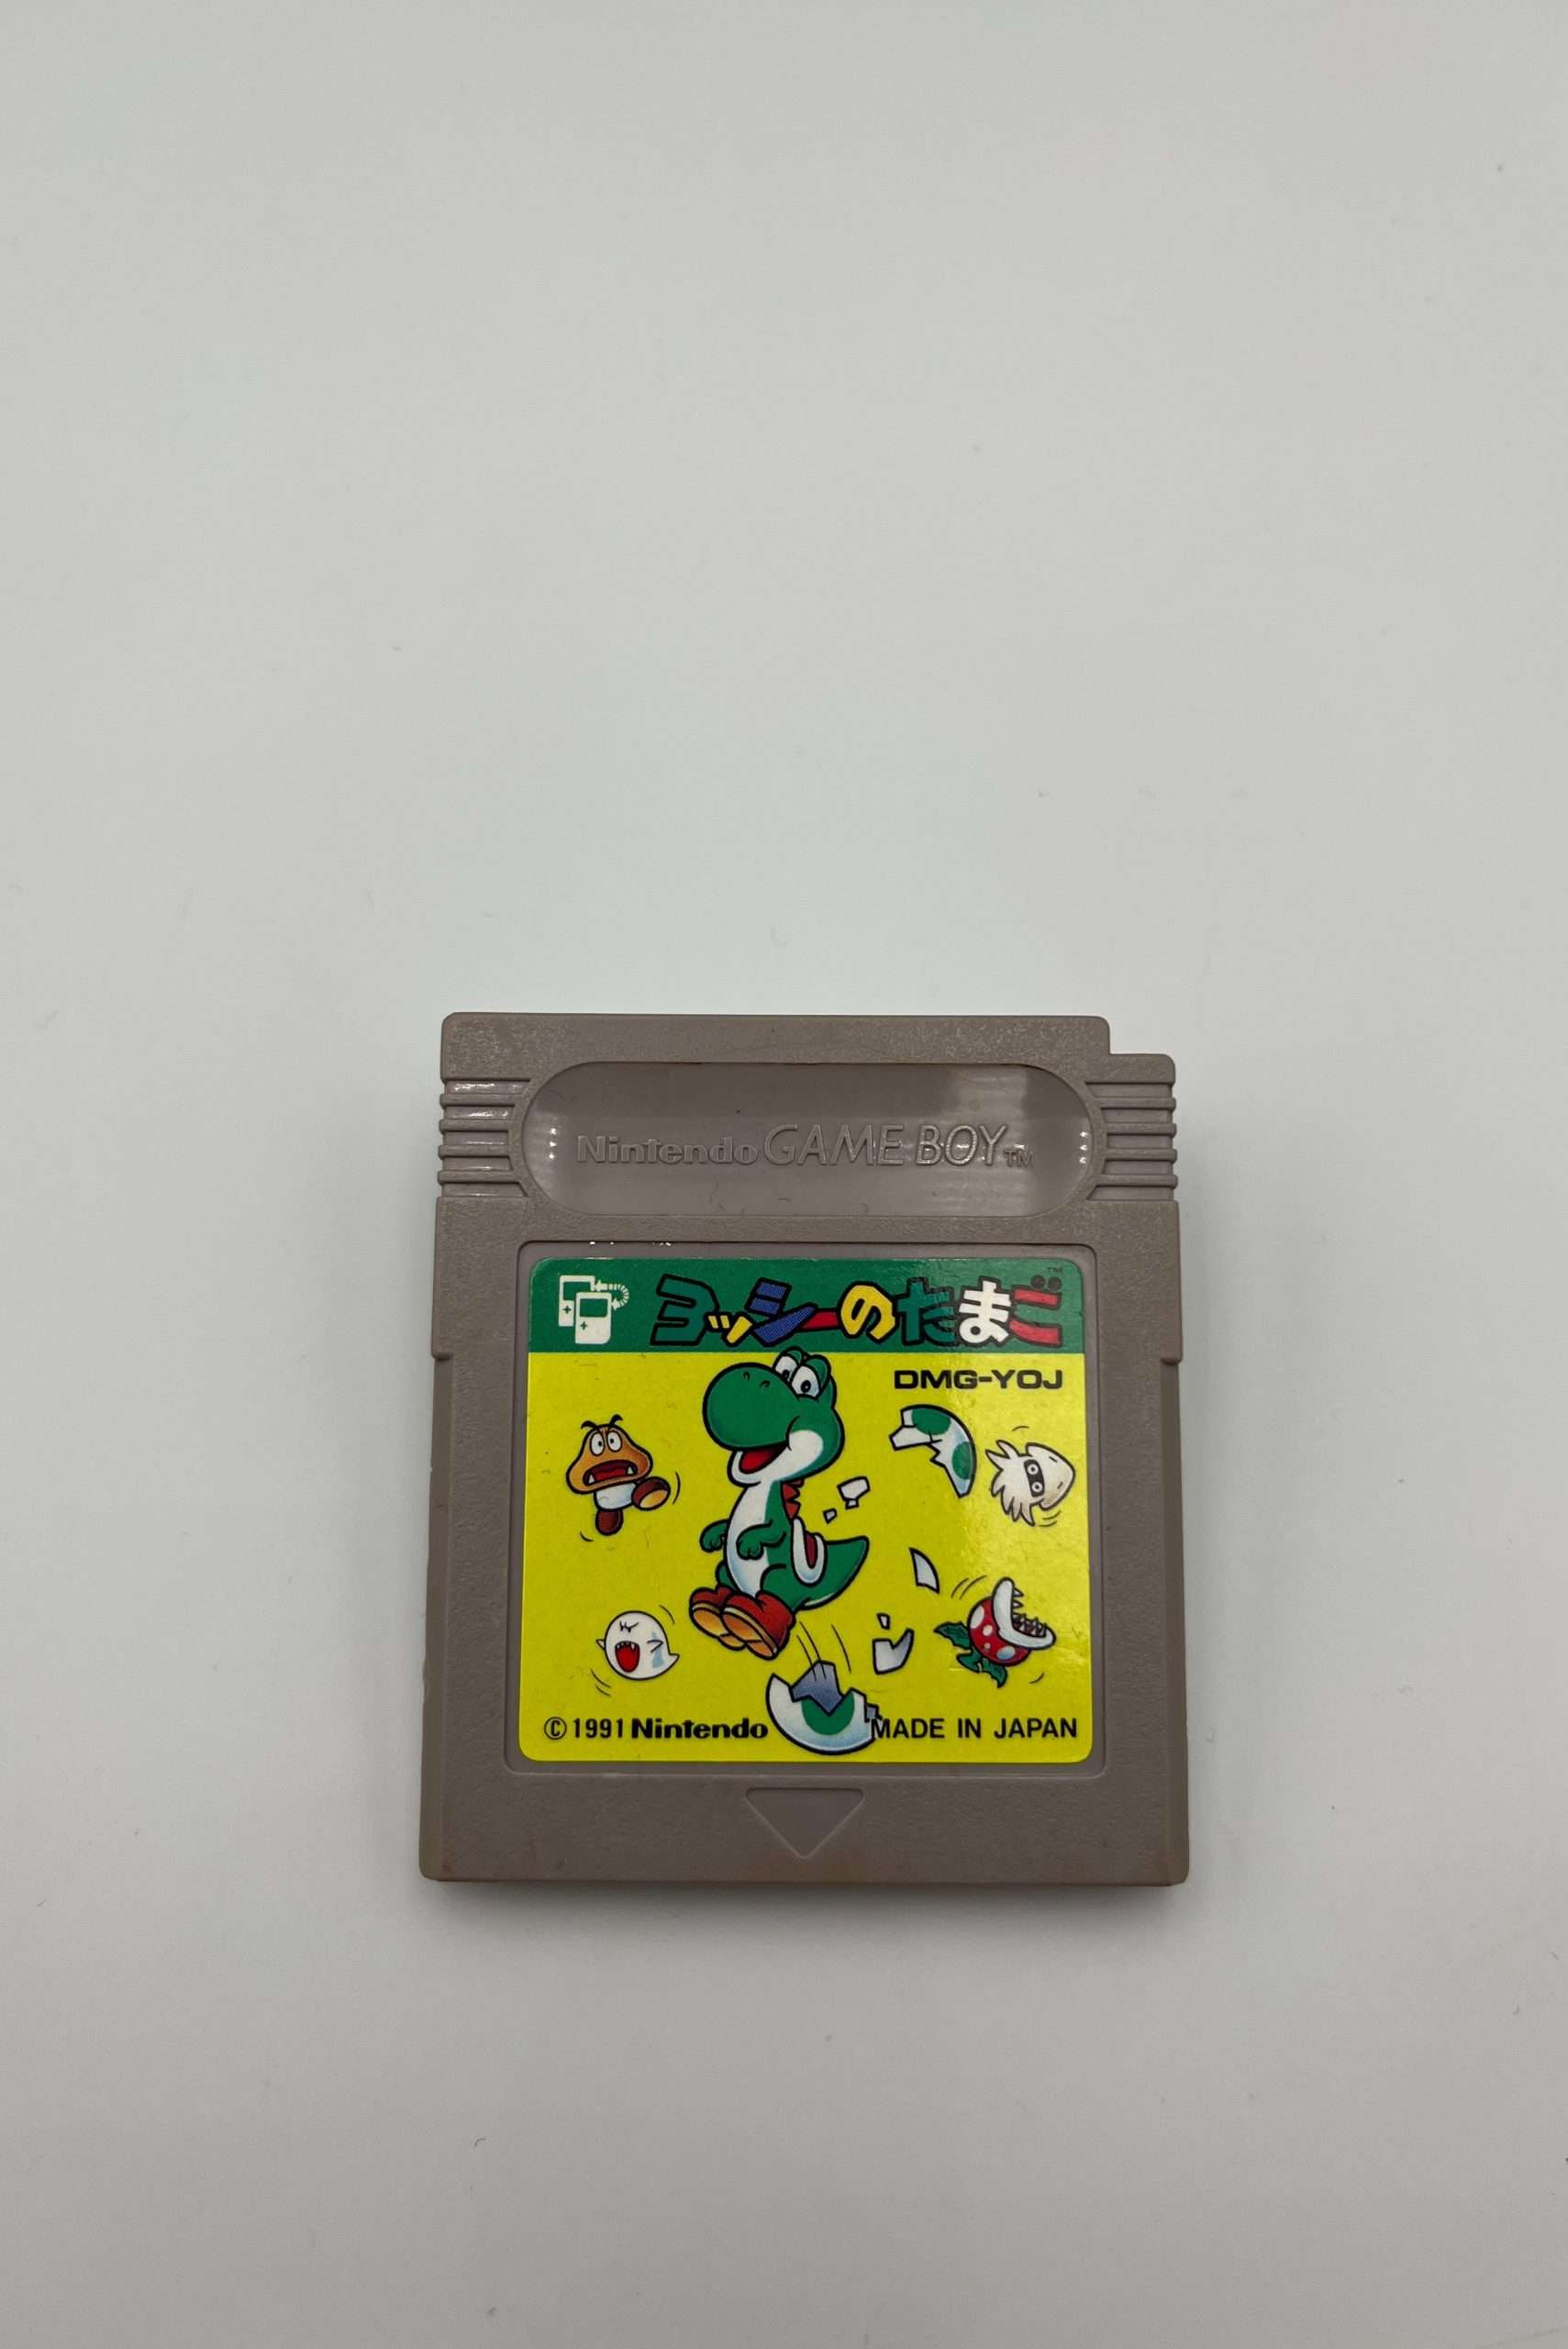 Nintendo GAME BOY TM
ヨッシーのたまご TM
DMG-YOJ
© 1991 Nintendo MADE IN JAPAN